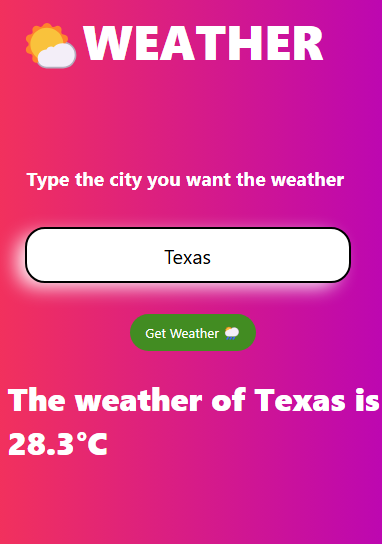 WEATHER
Type the city you want the weather
Texas
Get Weather
The weather of Texas is
28.3°C